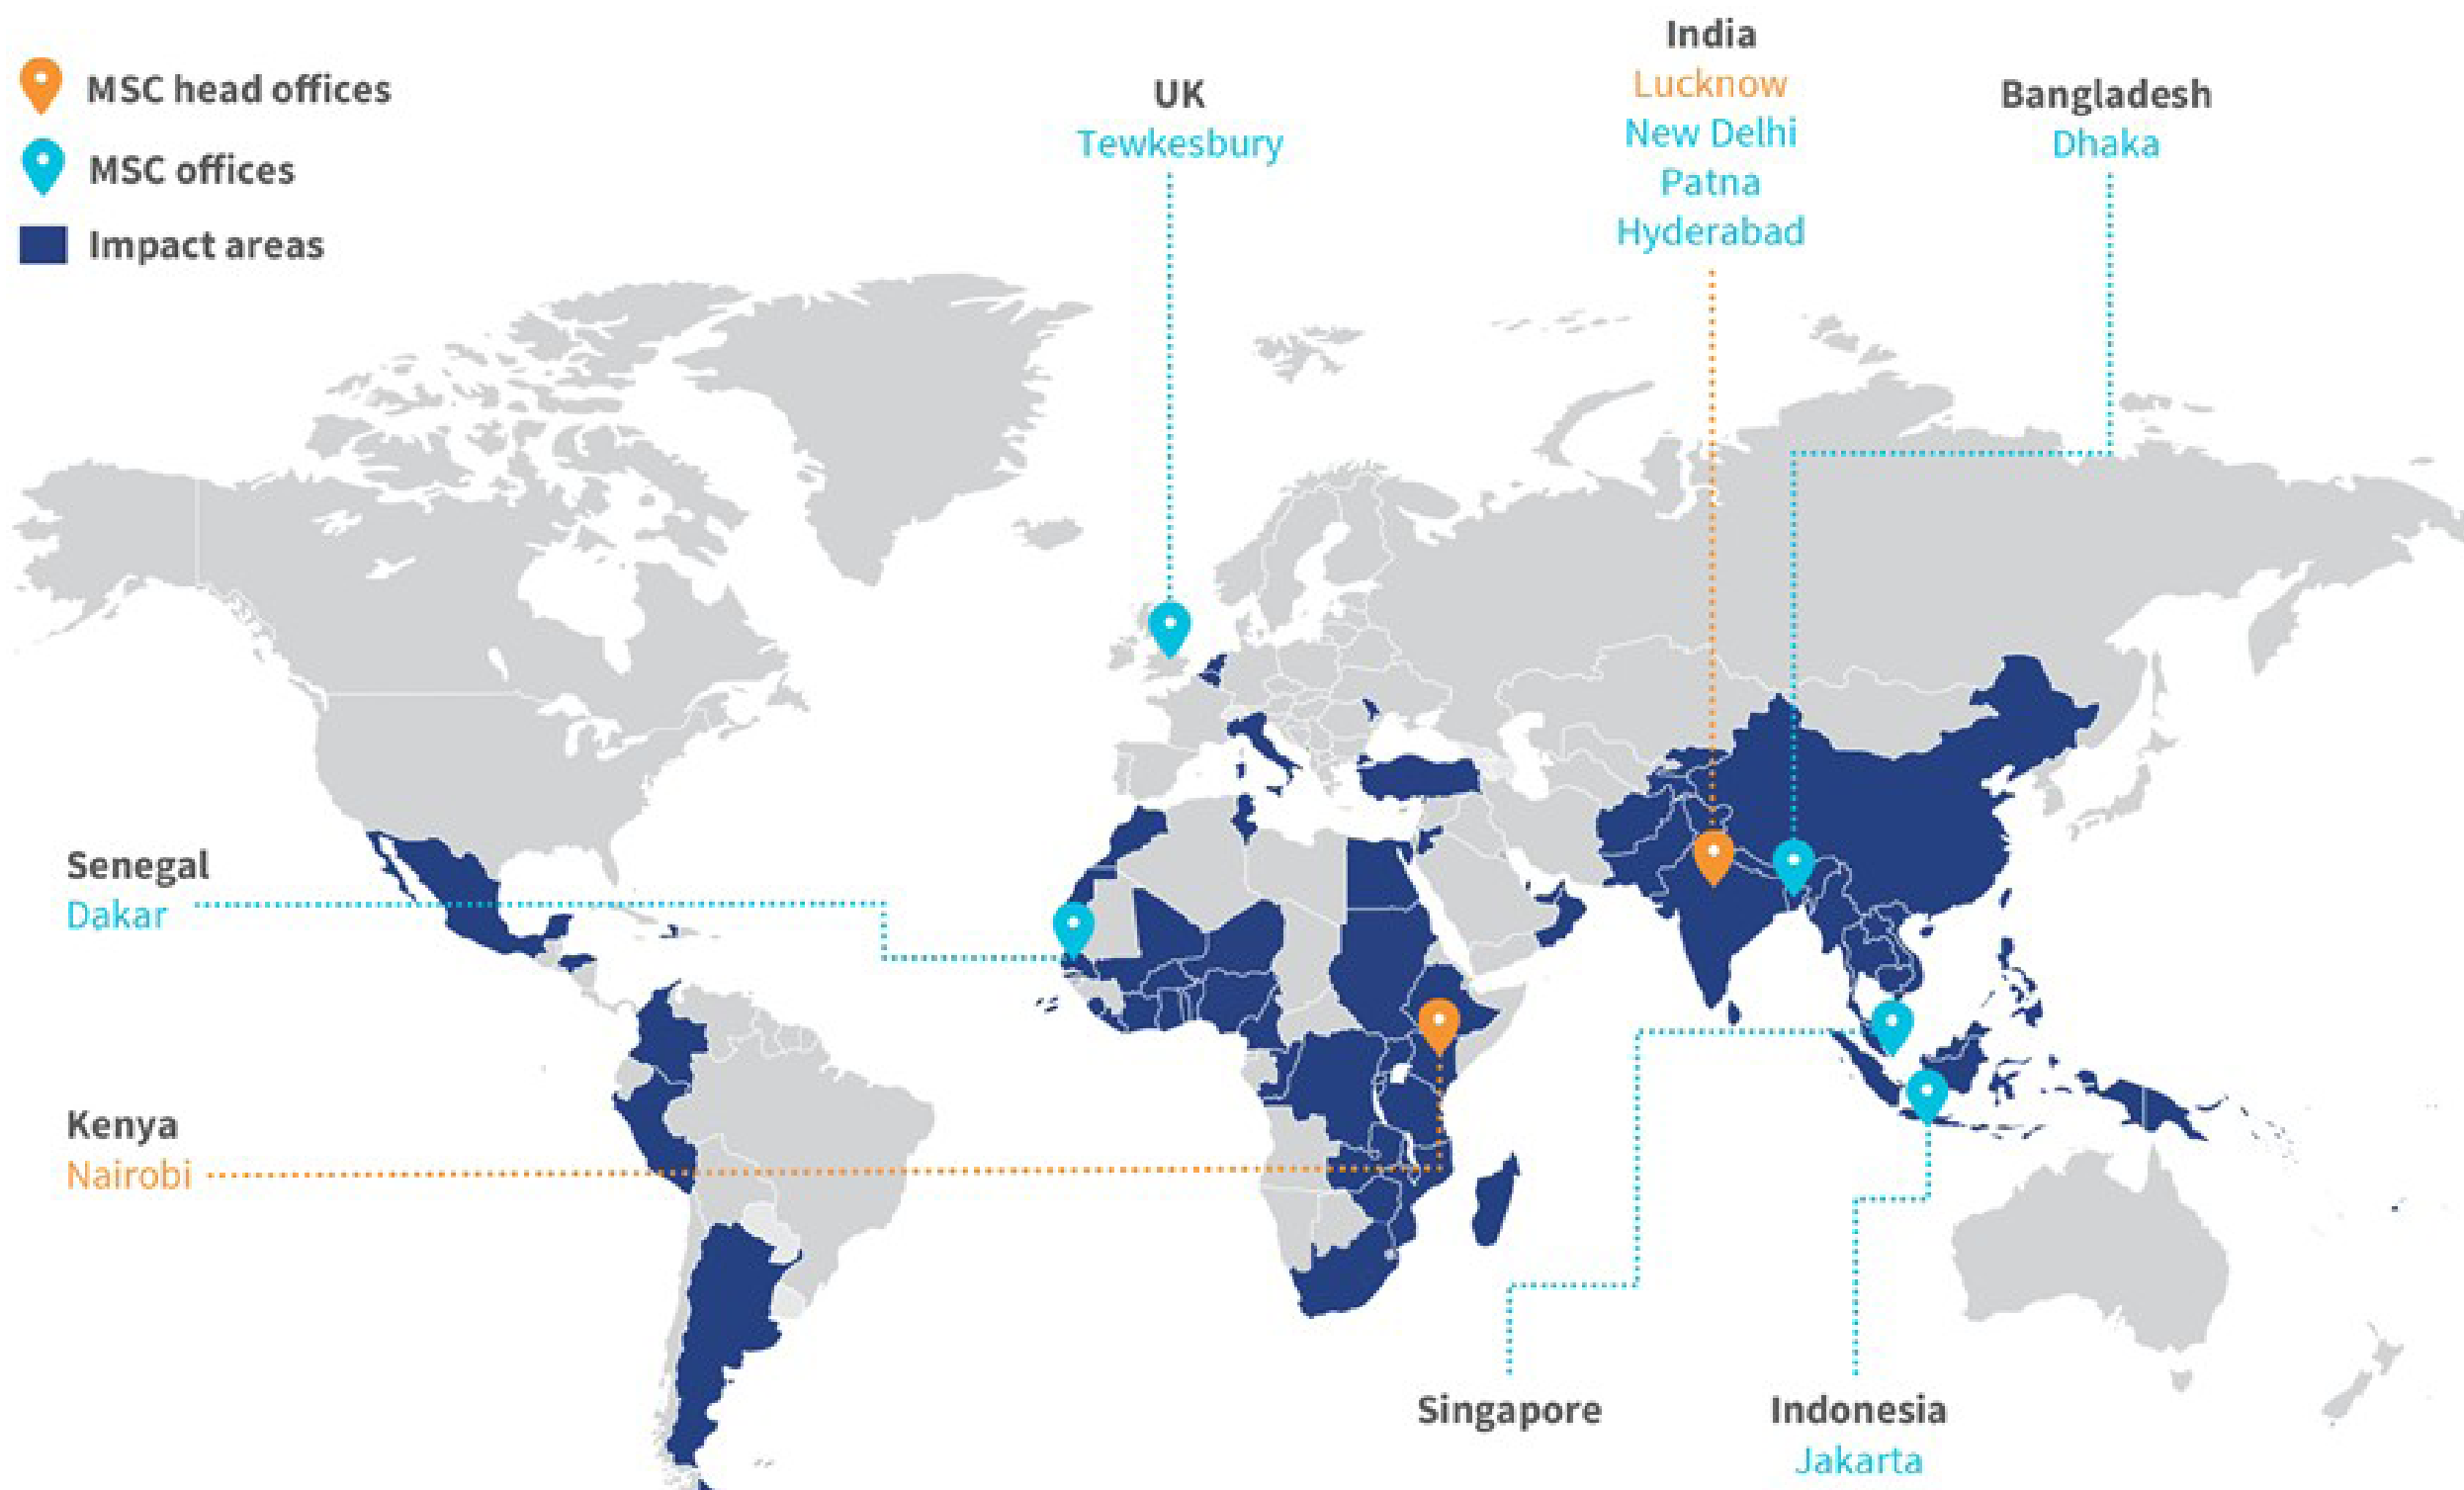 MSC head offices
MSC offices
Impact areas
UK
Tewkesbury
India
Lucknow
New Delhi
Patna
Hyderabad
Bangladesh
Dhaka
Senegal
Dakar
Kenya
Nairobi
Singapore
Indonesia
Jakarta